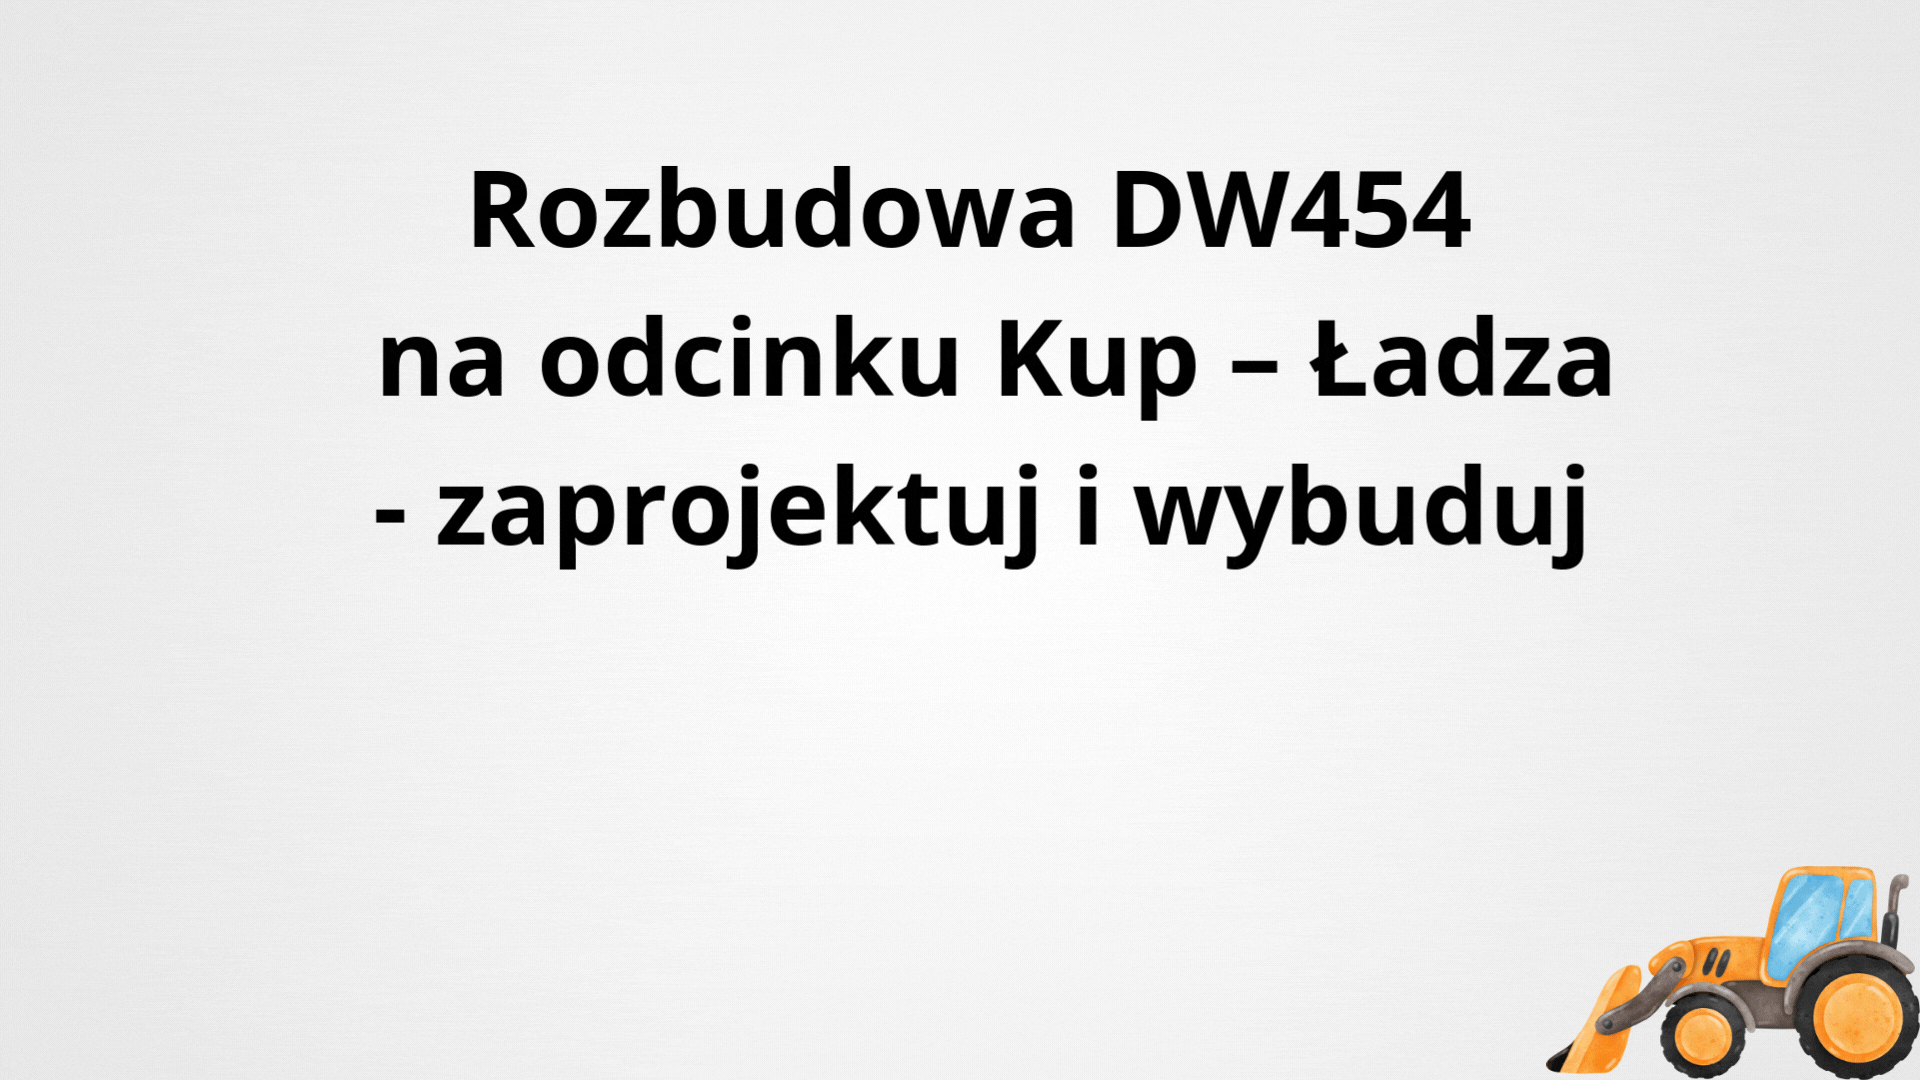 Rozbudowa DW454
na odcinku Kup – Ładza
- zaprojektuj i wybuduj